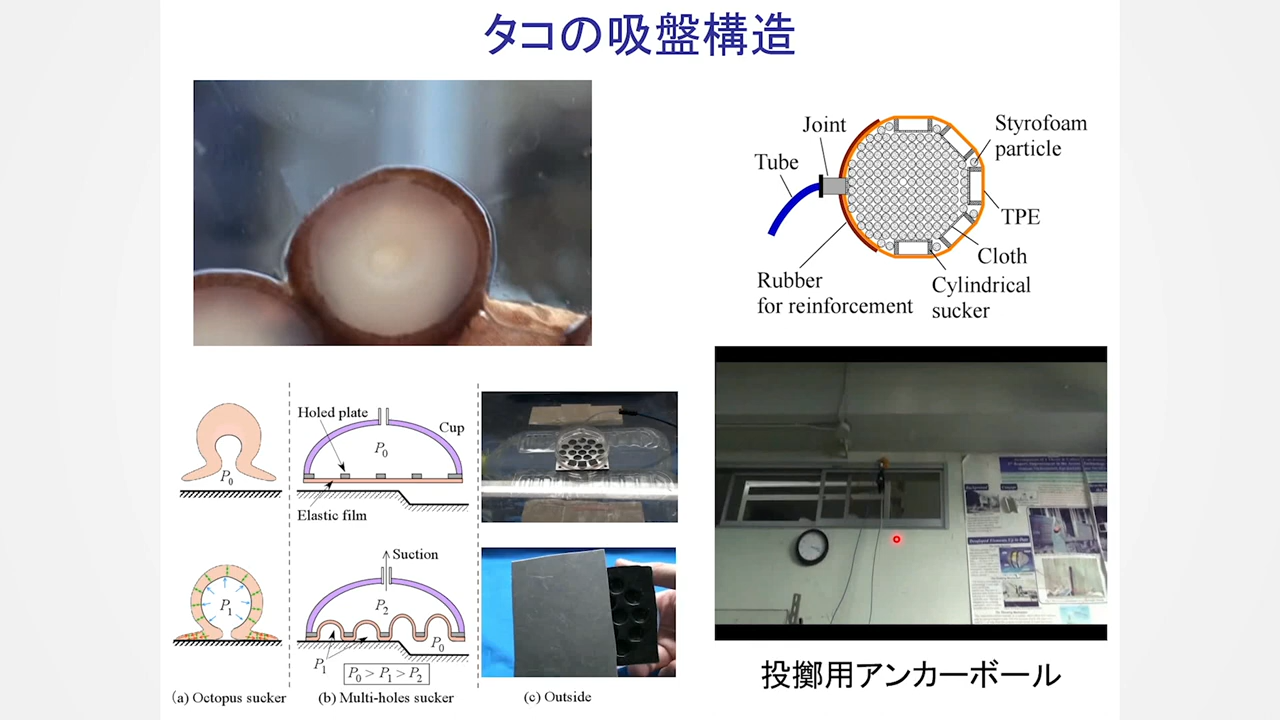 タコの吸盤構造
Joint
Tube
Styrofoam
particle
TPE
Cloth
Cylindrical
sucker
Rubber
for reinforcement
Holed plate
Cup
P0
P0
Elastic film
Suction
P1
P2
P0
P1
P0 > P1 > P2
(a) Octopus sucker
(b) Multi-holes sucker
(c) Outside
投擲用アンカーボール